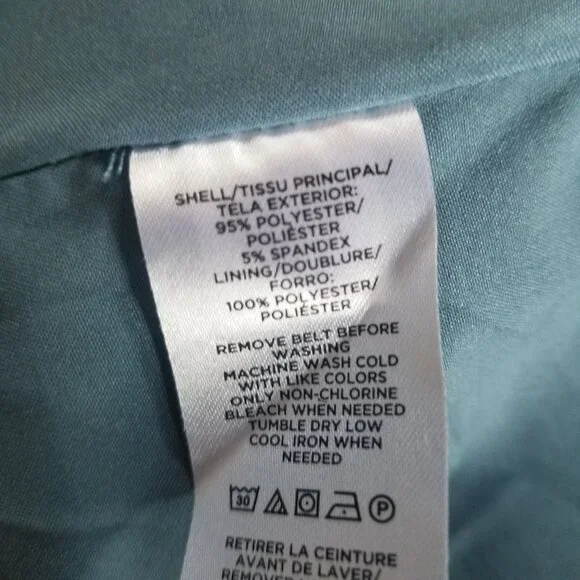 SHELL/TISSU PRINCIPAL/
TELA EXTERIOR:
95% POLYESTER/
POLIÉSTER
5% SPANDEX
LINING/DOUBLURE/
FORRO:
100% POLYESTER/
POLIÉSTER
REMOVE BELT BEFORE
WASHING
MACHINE WASH COLD
WITH LIKE COLORS
ONLY NON-CHLORINE
BLEACH WHEN NEEDED
TUMBLE DRY LOW
COOL IRON WHEN
NEEDED
30 P
RETIRER LA CEINTURE
AVANT DE LAVER/